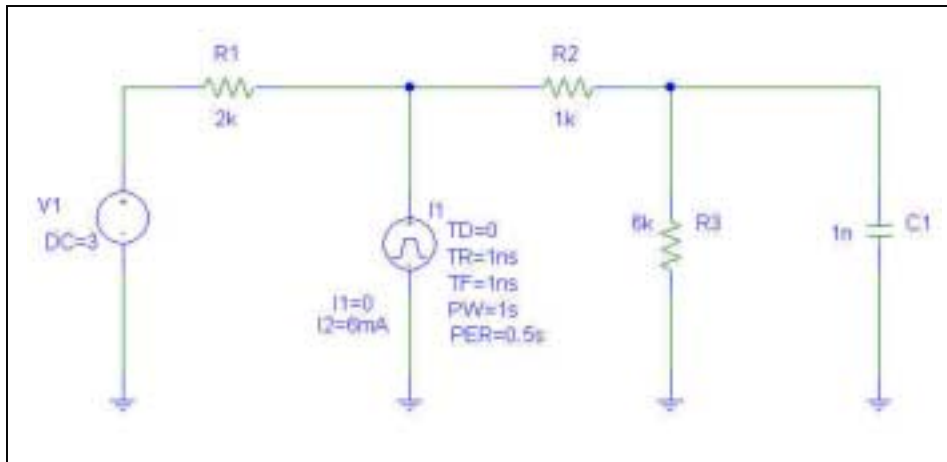 R1
2k
R2
1k
V1
DC=3
I1
TD=0
TR=1ns
TF=1ns
PW=1s
PER=0.5s
I1=0
I2=6mA
6k
R3
1n
C1